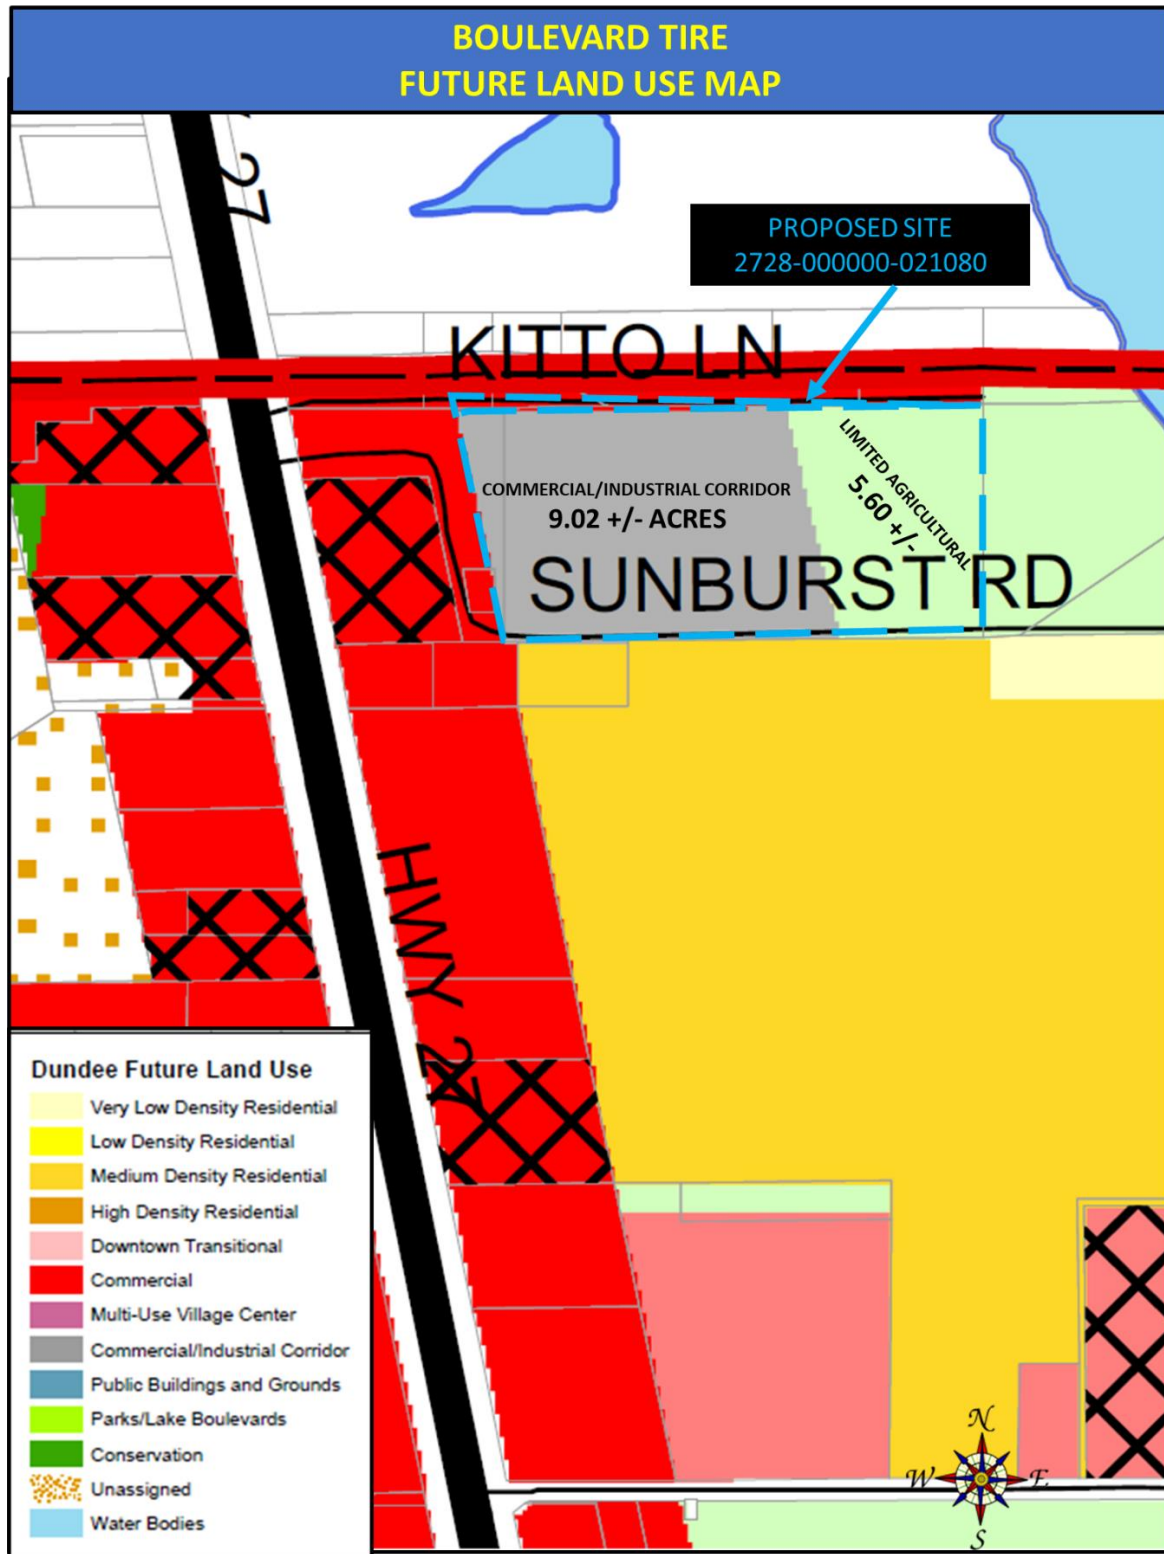 BOULEVARD TIRE
FUTURE LAND USE MAP
27
PROPOSED SITE
2728-000000-021080
KITTO LN
COMMERCIAL/INDUSTRIAL CORRIDOR
9.02 +/- ACRES
LIMITED AGRICULTURAL
5.60 +/-
SUNBURST RD
HWY 27
Dundee Future Land Use
Very Low Density Residential
Low Density Residential
Medium Density Residential
High Density Residential
Downtown Transitional
Commercial
Multi-Use Village Center
Commercial/Industrial Corridor
Public Buildings and Grounds
Parks/Lake Boulevards
Conservation
Unassigned
Water Bodies
N
W
E
S